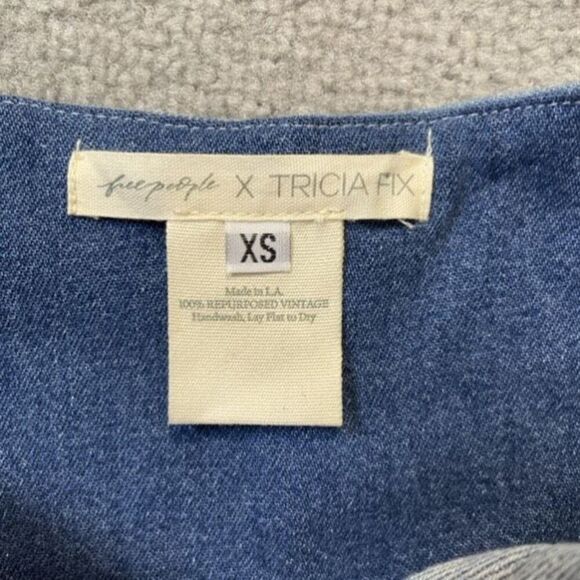 free people X TRICIA FIX
XS
Made in L.A.
100% REPURPOSED VINTAGE
Handwash, Lay Flat to Dry